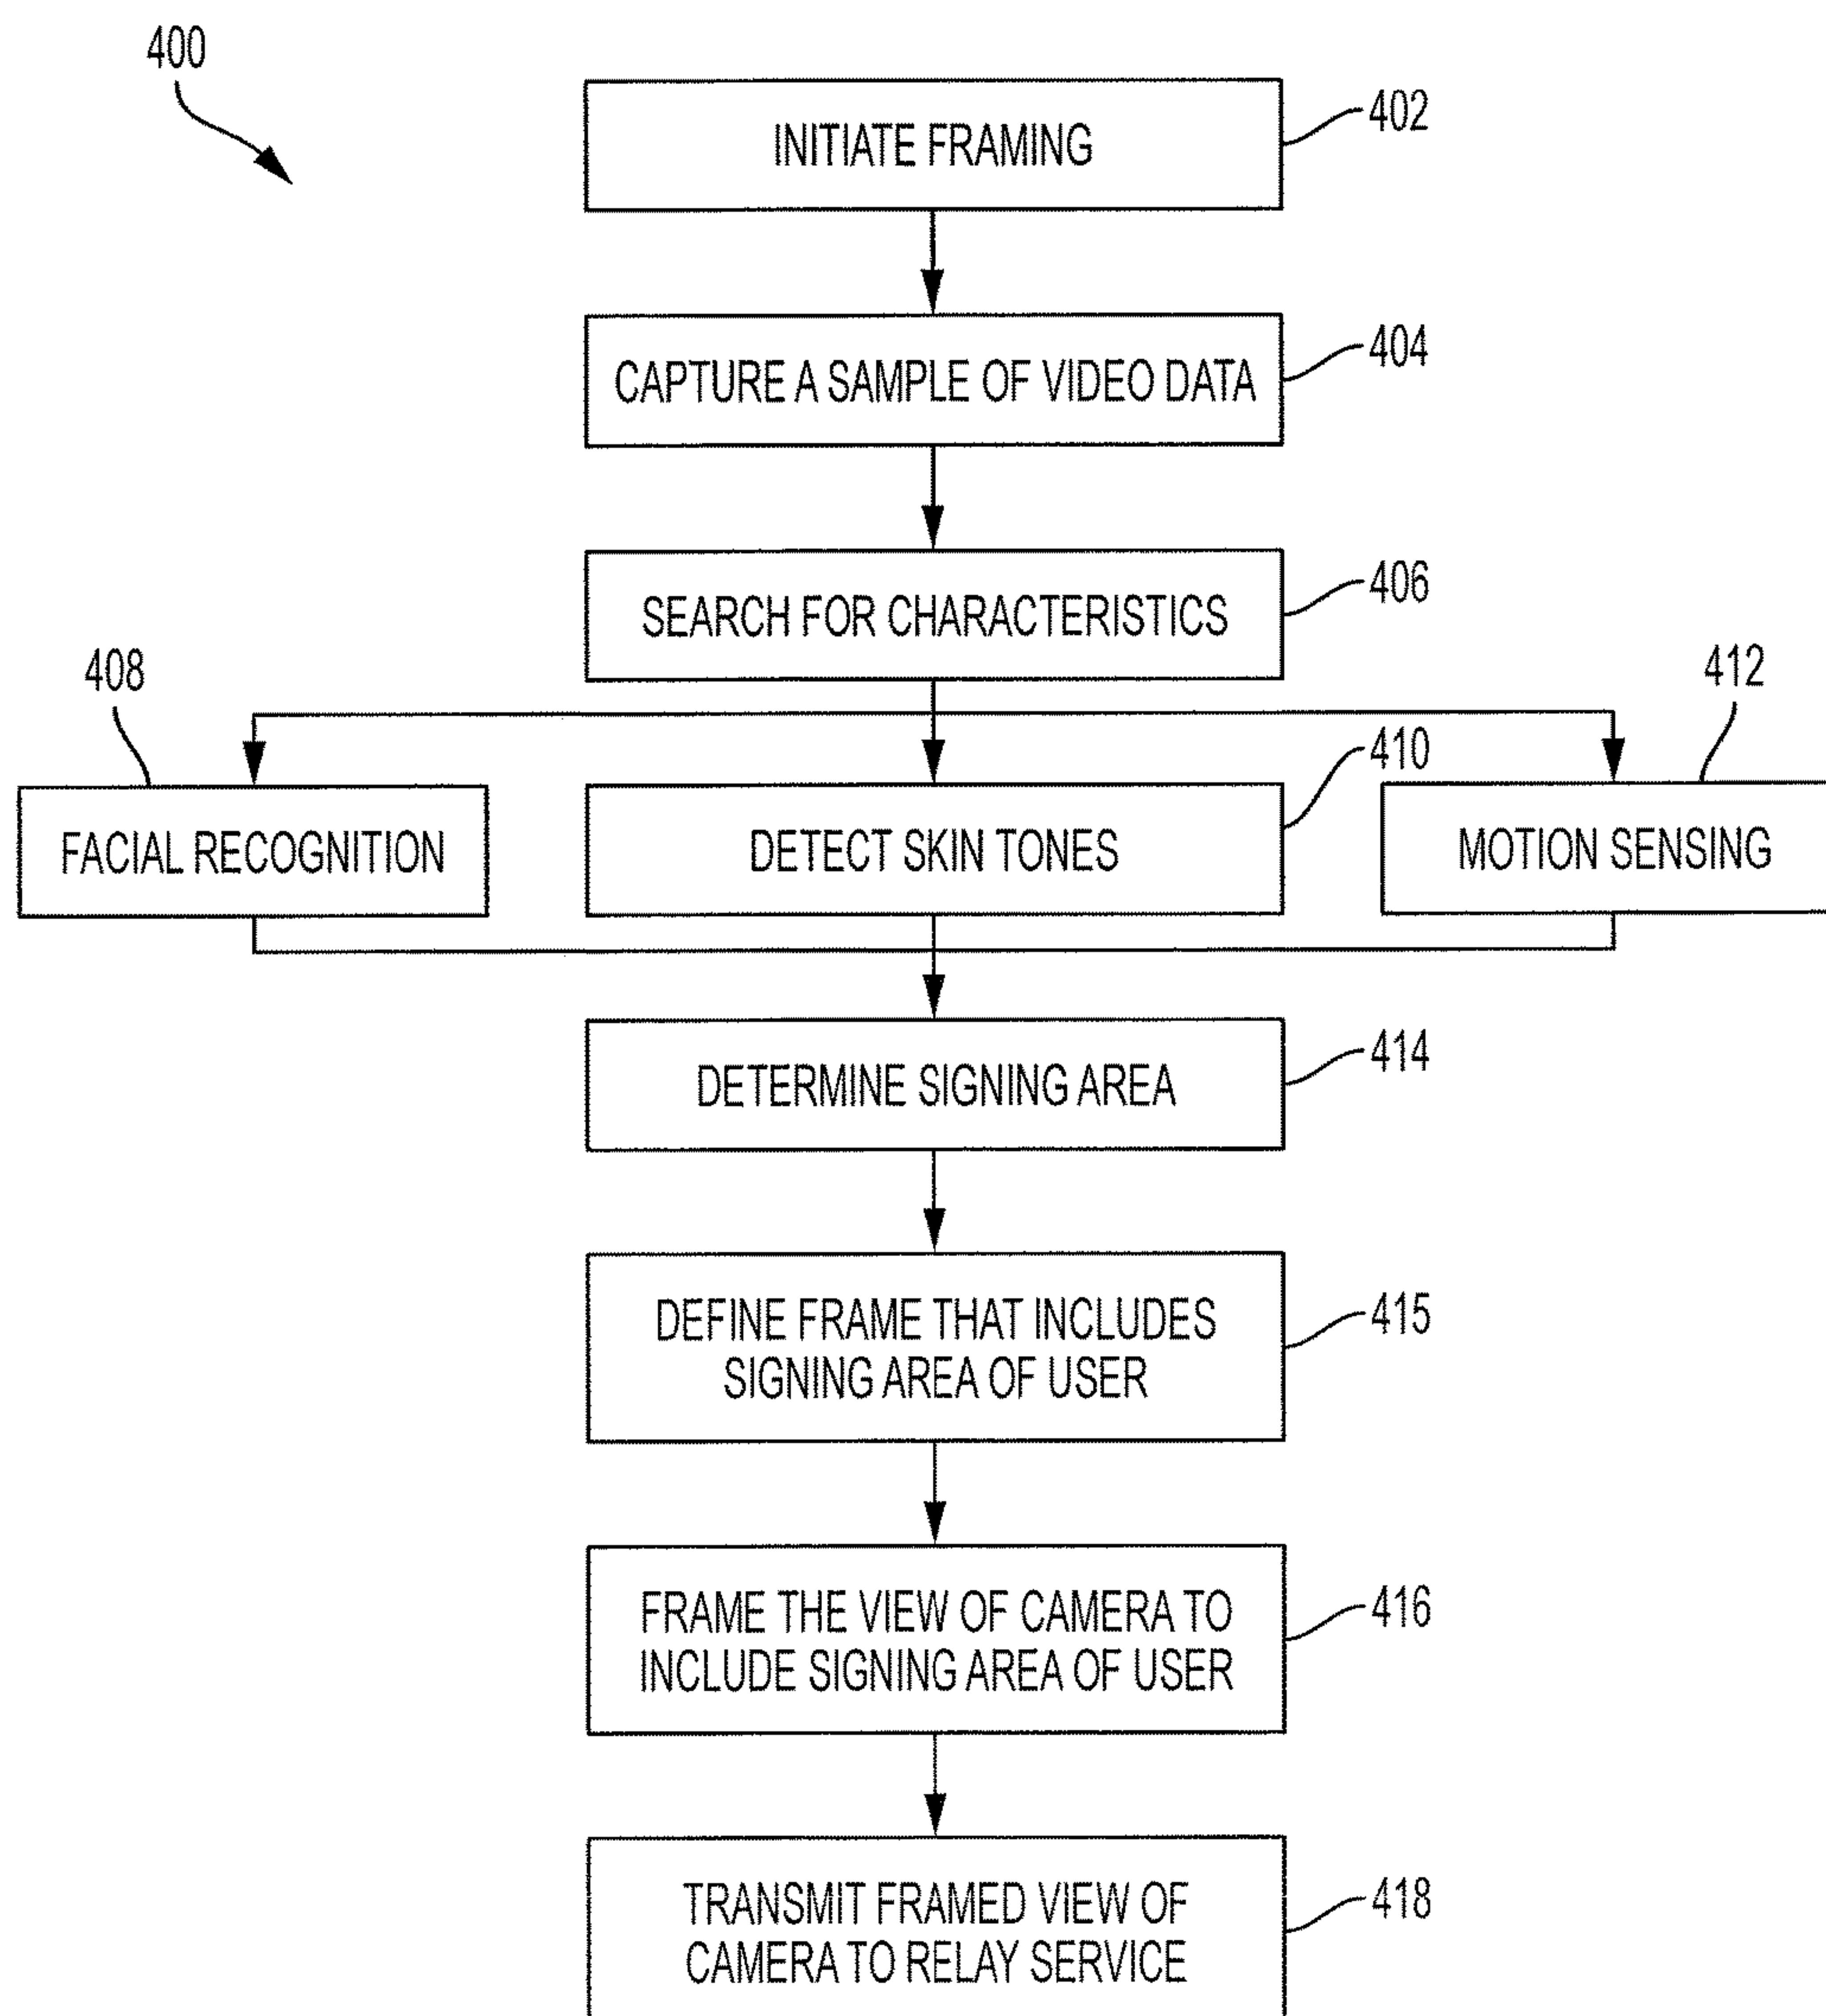 400
INITIATE FRAMING
402
CAPTURE A SAMPLE OF VIDEO DATA
404
SEARCH FOR CHARACTERISTICS
406
408
FACIAL RECOGNITION
DETECT SKIN TONES
410
412
MOTION SENSING
DETERMINE SIGNING AREA
414
DEFINE FRAME THAT INCLUDES
SIGNING AREA OF USER
415
FRAME THE VIEW OF CAMERA TO
INCLUDE SIGNING AREA OF USER
416
TRANSMIT FRAMED VIEW OF
CAMERA TO RELAY SERVICE
418